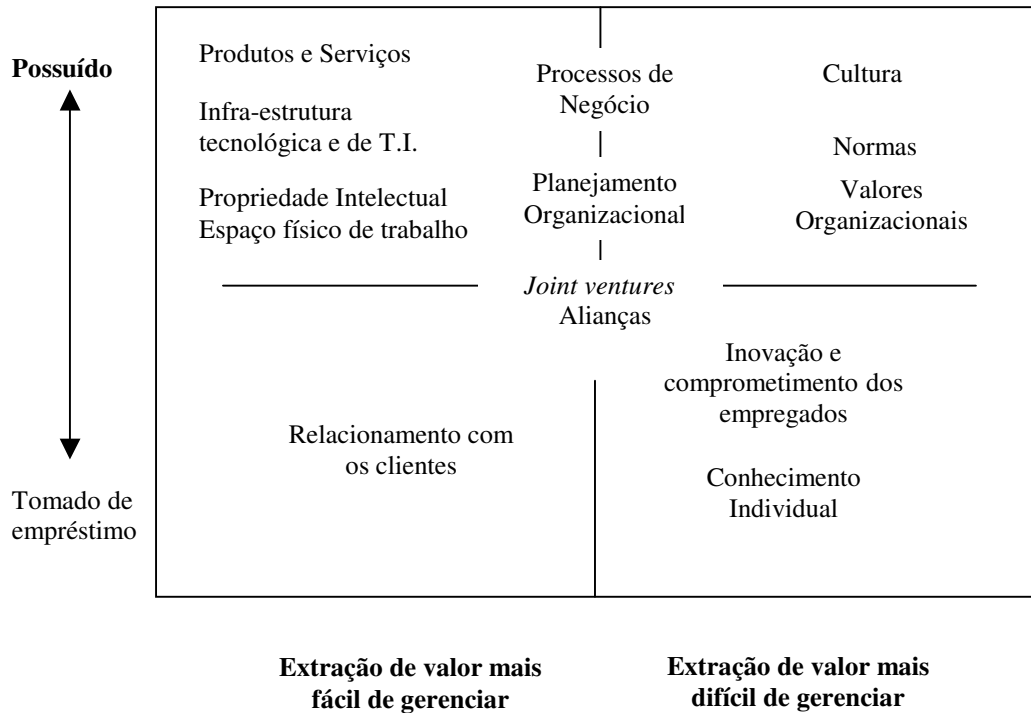 Possuído
Produtos e Serviços
Infra-estrutura
tecnológica e de T.I.
Propriedade Intelectual
Espaço físico de trabalho
Processos de
Negócio
Planejamento
Organizacional
Cultura
Normas
Valores
Organizacionais
Joint ventures
Alianças
Relacionamento com
os clientes
Inovação e
comprometimento dos
empregados
Conhecimento
Individual
Tomado de
empréstimo
Extração de valor mais
fácil de gerenciar
Extração de valor mais
difícil de gerenciar